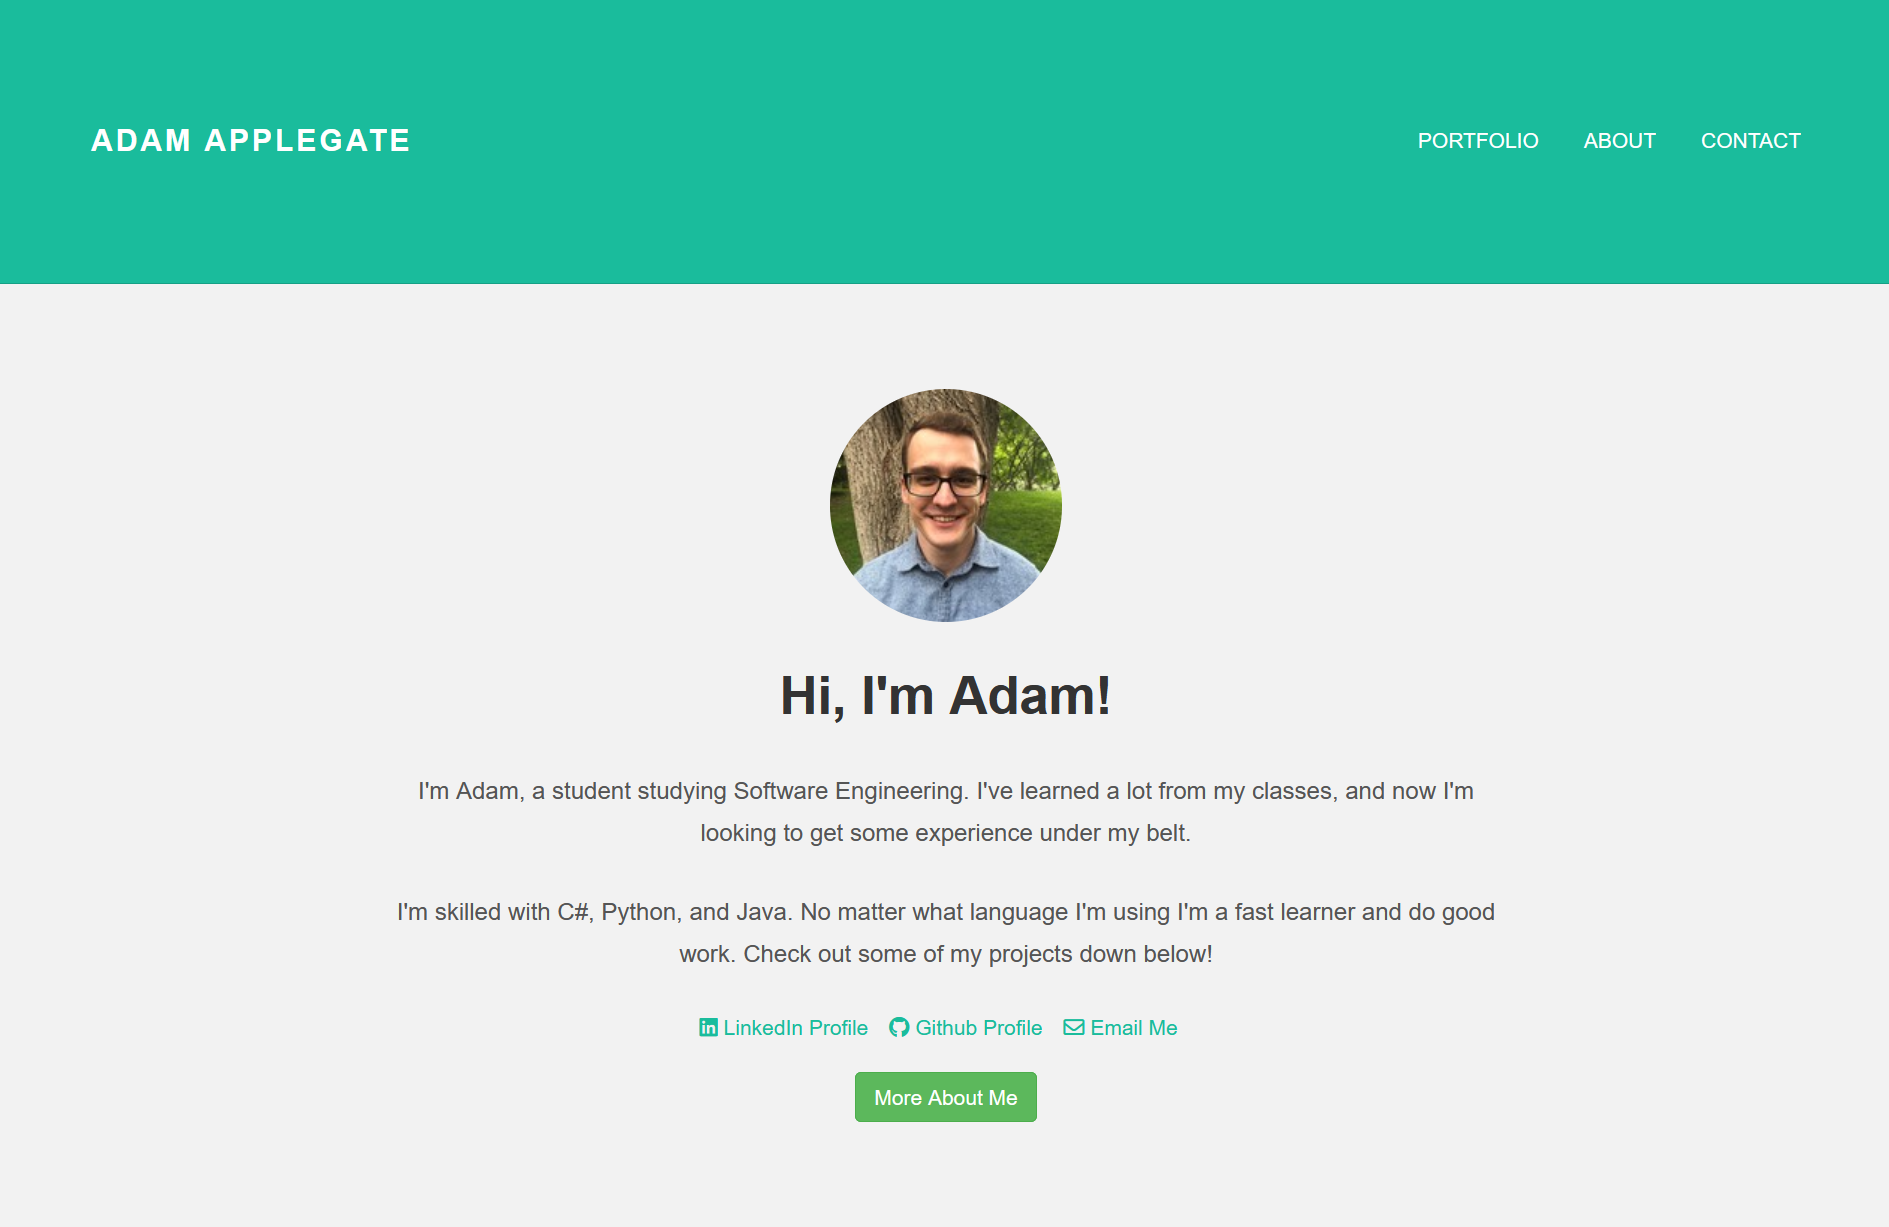 ADAM APPLEGATE
PORTFOLIO ABOUT CONTACT
Hi, I'm Adam!
I'm Adam, a student studying Software Engineering. I've learned a lot from my classes, and now I'm
looking to get some experience under my belt.
I'm skilled with C#, Python, and Java. No matter what language I'm using I'm a fast learner and do good
work. Check out some of my projects down below!
LinkedIn Profile Github Profile Email Me
More About Me